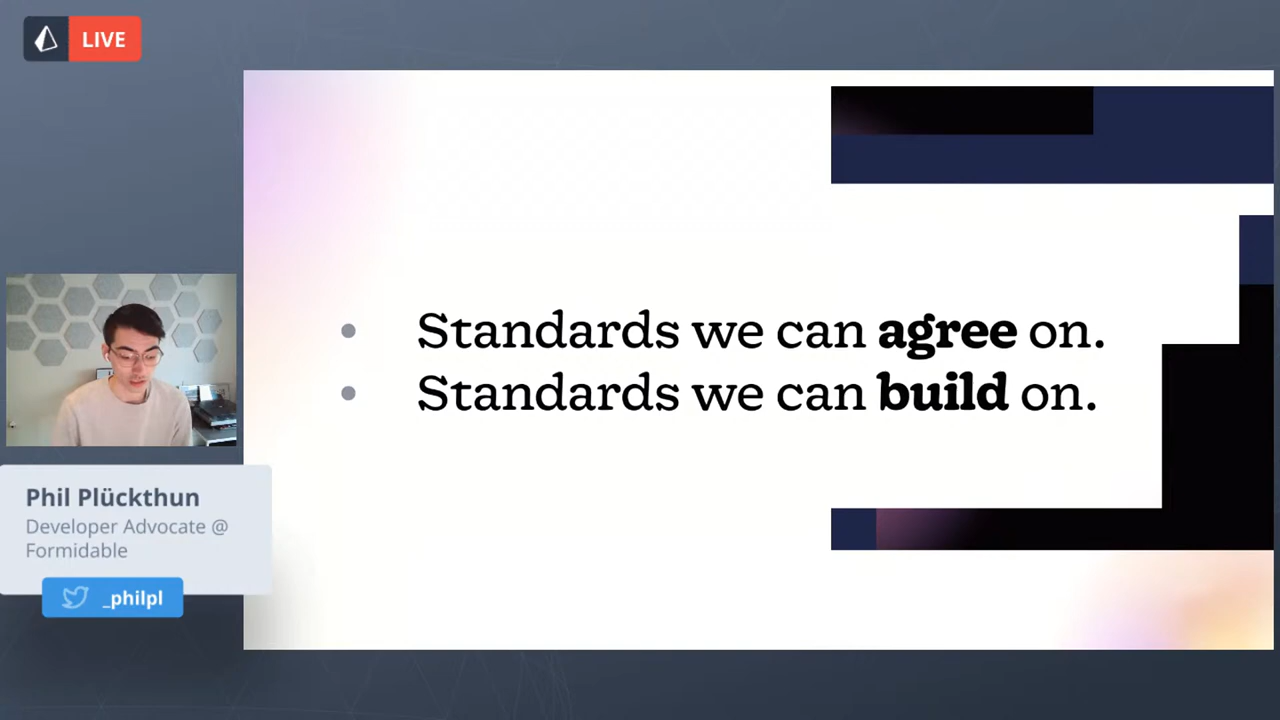 LIVE
Standards we can agree on.
Standards we can build on.
Phil Plückthun
Developer Advocate @
Formidable
_philpl